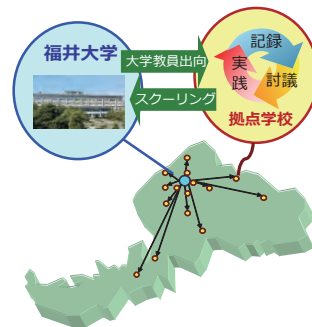 福井大学
大学教員出向
スクーリング
記録
実践
討議
拠点学校